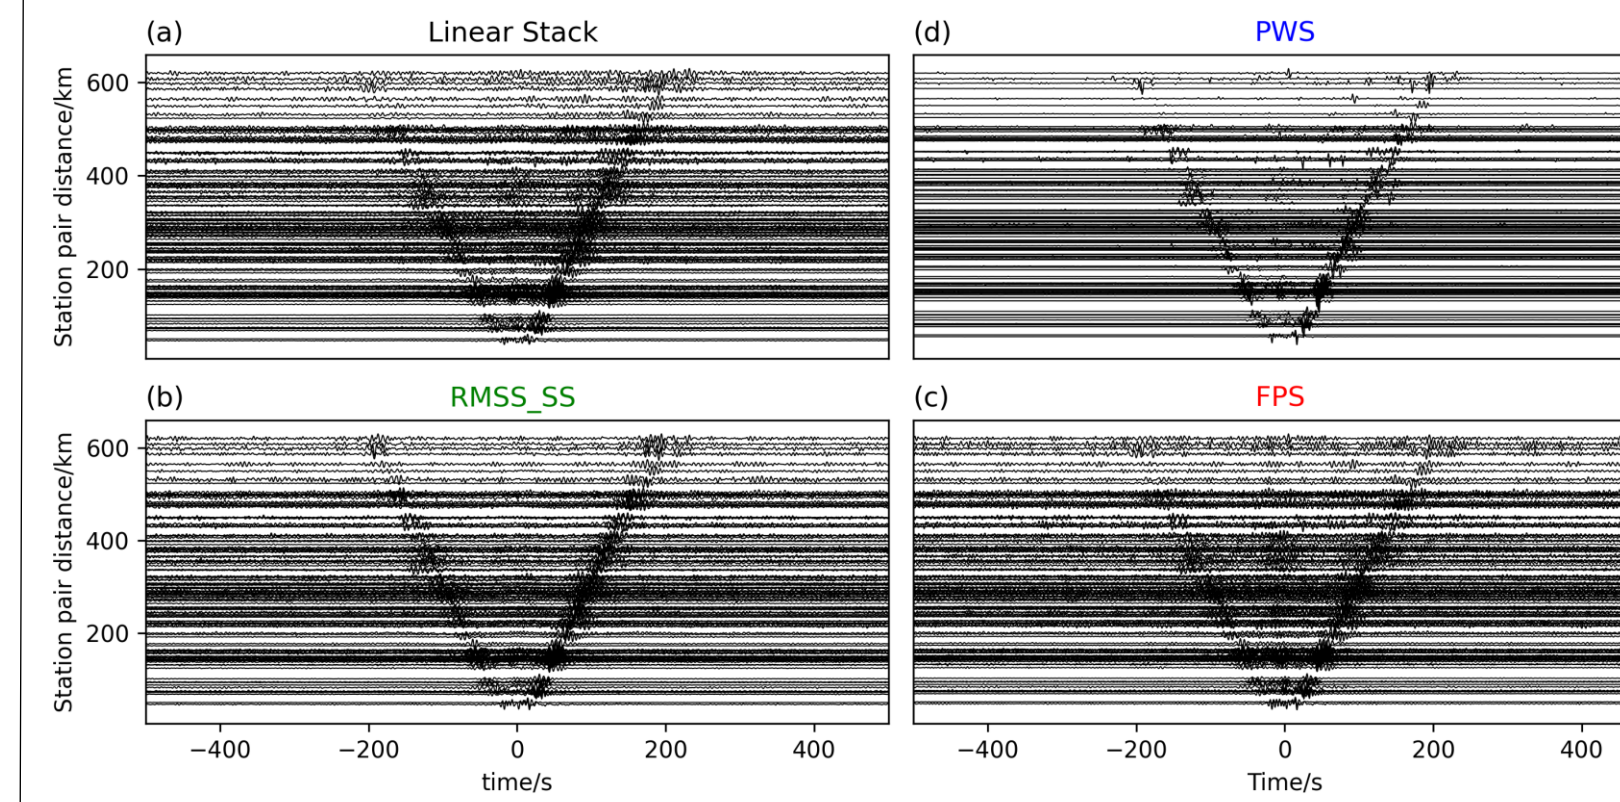 (a) Linear Stack
(d) PWS
Station pair distance/km
600
400
200
(b) RMSS_SS
(c) FPS
Station pair distance/km
600
400
200
−400 −200 0 200 400
time/s
−400 −200 0 200 400
Time/s